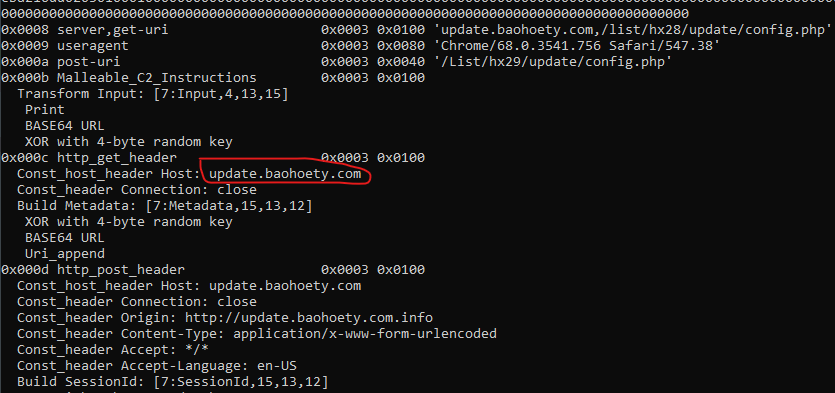 0000000000000000000000000000000000000000000000000000000000000000000000000000000000000
0x0008 server,get-uri 0x0003 0x0100 'update.baohoety.com,/list/hx28/update/config.php'
0x0009 useragent 0x0003 0x0080 'Chrome/68.0.3541.756 Safari/547.38'
0x000a post-uri 0x0003 0x0040 '/List/hx29/update/config.php'
0x000b Malleable_C2_Instructions 0x0003 0x0100
Transform Input: [7:Input,4,13,15]
Print
BASE64 URL
XOR with 4-byte random key
0x000c http_get_header 0x0003 0x0100
Const_host_header Host: update.baohoety.com
Const_header Connection: close
Build Metadata: [7:Metadata,15,13,12]
XOR with 4-byte random key
BASE64 URL
Uri_append
0x000d http_post_header 0x0003 0x0100
Const_host_header Host: update.baohoety.com
Const_header Connection: close
Const_header Origin: http://update.baohoety.com.info
Const_header Content-Type: application/x-www-form-urlencoded
Const_header Accept: */*
Const_header Accept-Language: en-US
Build SessionId: [7:SessionId,15,13,12]